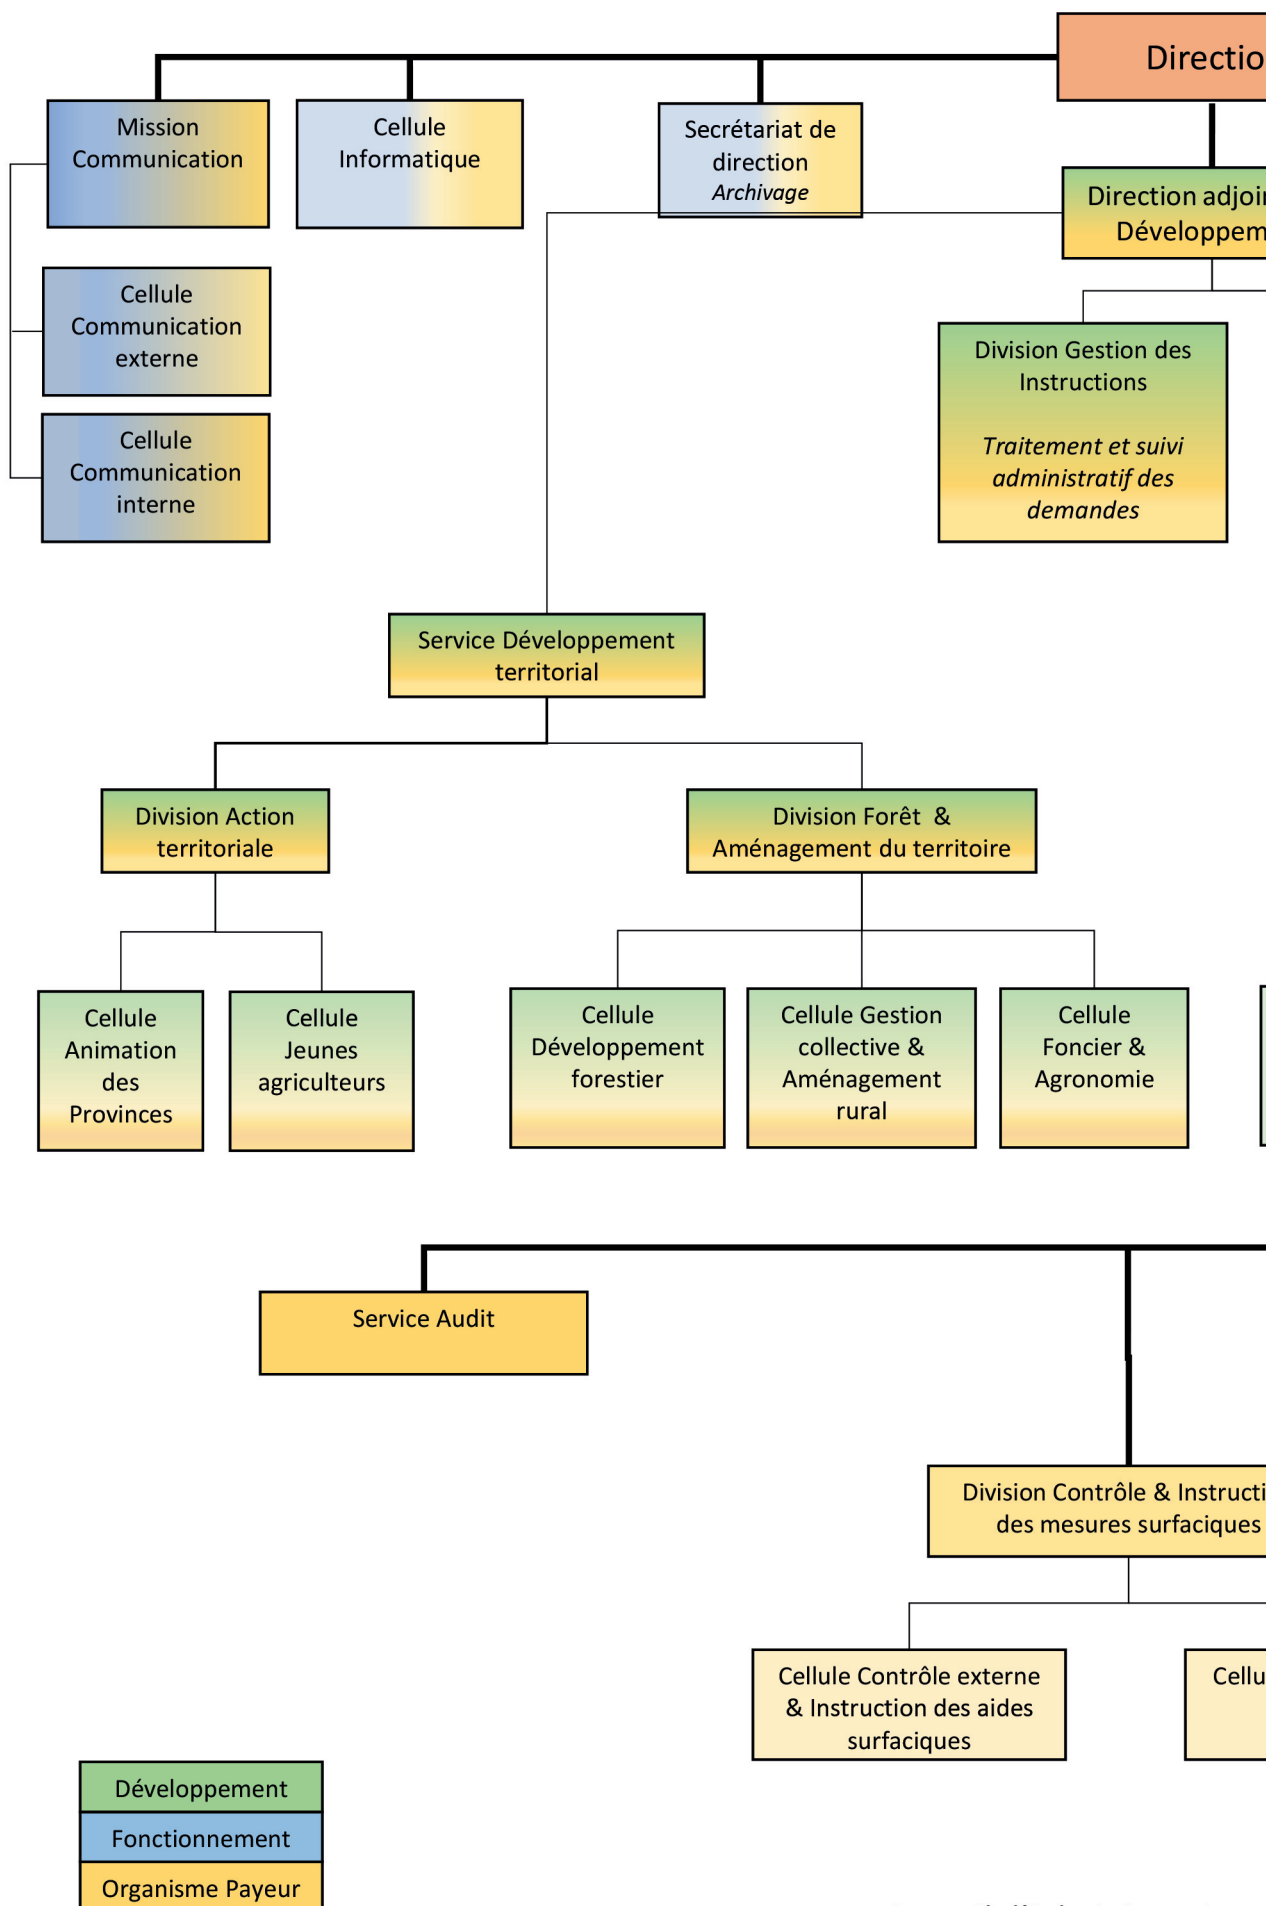 Directio
Mission
Communication
Cellule
Informatique
Secrétariat de
direction
Archivage
Direction adjoin
Développem
Cellule
Communication
externe
Cellule
Communication
interne
Division Gestion des
Instructions
Traitement et suivi
administratif des
demandes
Service Développement
territorial
Division Action
territoriale
Division Forêt &
Aménagement du territoire
Cellule
Animation
des
Provinces
Cellule
Jeunes
agriculteurs
Cellule
Développement
forestier
Cellule Gestion
collective &
Aménagement
rural
Cellule
Foncier &
Agronomie
Service Audit
Division Contrôle & Instructi
des mesures surfaciques
Cellule Contrôle externe
& Instruction des aides
surfaciques
Cellu
Développement
Fonctionnement
Organisme Payeur